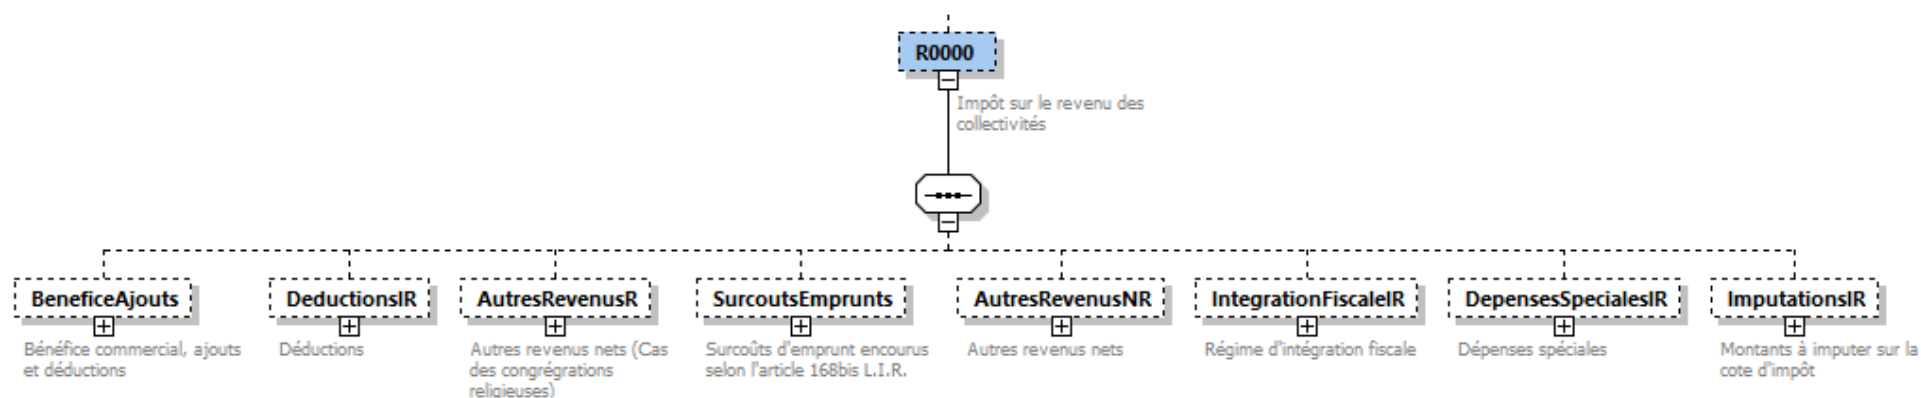 R0000
Impôt sur le revenu des
collectivités
BeneficeAjouts
DeductionsIR
AutresRevenusR
SurcoutsEmprunts
AutresRevenusNR
IntegrationFiscaleIR
DepensesSpecialesIR
ImputationsIR
Bénéfice commercial, ajouts
et déductions
Déductions
Autres revenus nets (Cas
des congrégrations
religieuses)
Surcoûts d'emprunt encourus
selon l'article 168bis L.I.R.
Autres revenus nets
Régime d'intégration fiscale
Dépenses spéciales
Montants à imputer sur la
cote d'impôt